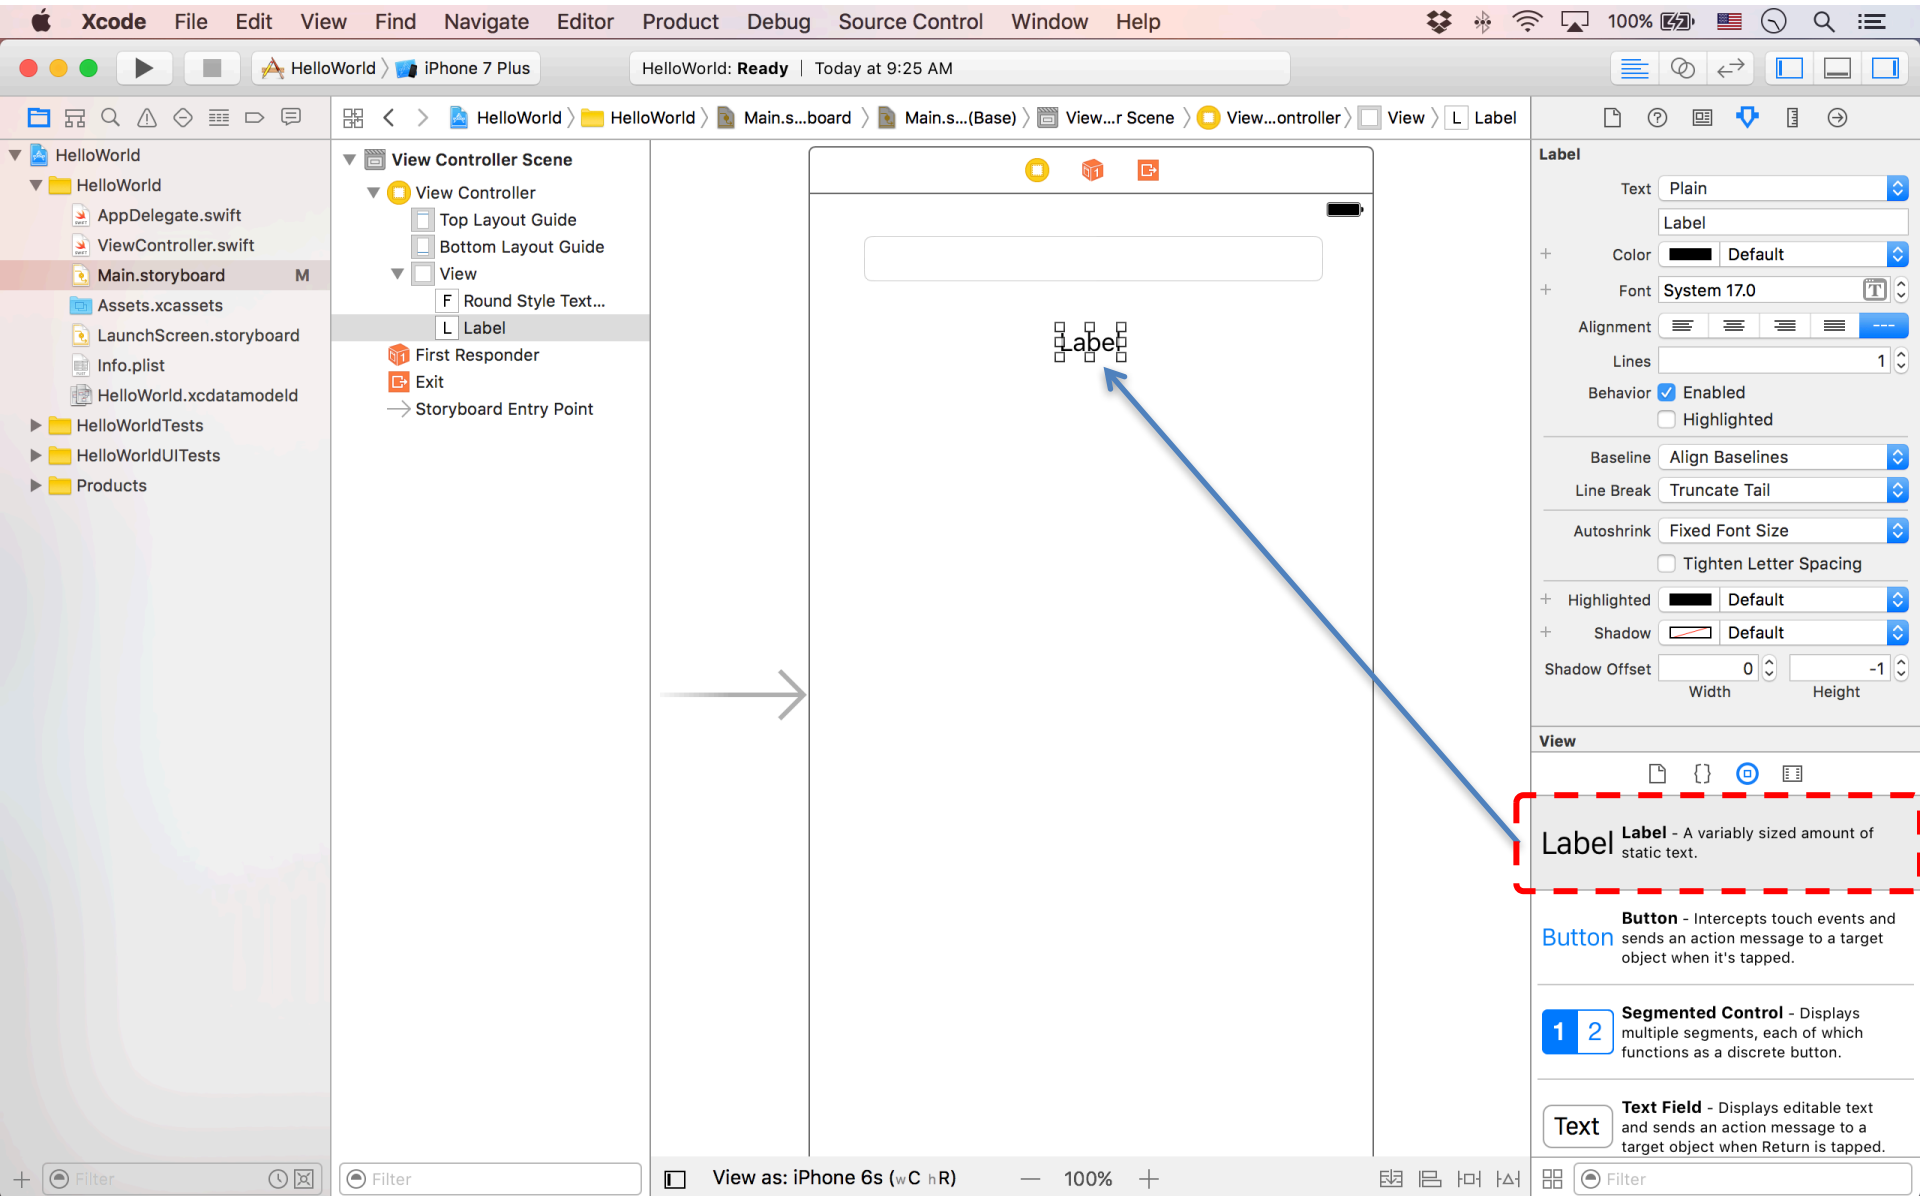 Xcode File Edit View Find Navigate Editor Product Debug Source Control Window Help 100%
HelloWorld iPhone 7 Plus HelloWorld: Ready | Today at 9:25 AM
HelloWorld HelloWorld Main.s...board Main.s...(Base) View...r Scene View...ontroller View L Label
HelloWorld
HelloWorld
AppDelegate.swift
ViewController.swift
Main.storyboard M
Assets.xcassets
LaunchScreen.storyboard
Info.plist
HelloWorld.xcdatamodeld
HelloWorldTests
HelloWorldUITests
Products
Filter
View Controller Scene
View Controller
Top Layout Guide
Bottom Layout Guide
View
F Round Style Text...
L Label
First Responder
Exit
Storyboard Entry Point
Filter
Label
View as: iPhone 6s (wC hR) — 100% +
Label
Text Plain
Label
+ Color Default
+ Font System 17.0 T
Alignment
Lines 1
Behavior Enabled
Highlighted
Baseline Align Baselines
Line Break Truncate Tail
Autoshrink Fixed Font Size
Tighten Letter Spacing
+ Highlighted Default
+ Shadow Default
Shadow Offset 0 -1
Width Height
View
{}
Label Label - A variably sized amount of
static text.
Button - Intercepts touch events and
Button sends an action message to a target
object when it's tapped.
Segmented Control - Displays
1 2 multiple segments, each of which
functions as a discrete button.
Text Field - Displays editable text
Text and sends an action message to a
target object when Return is tapped.
Filter